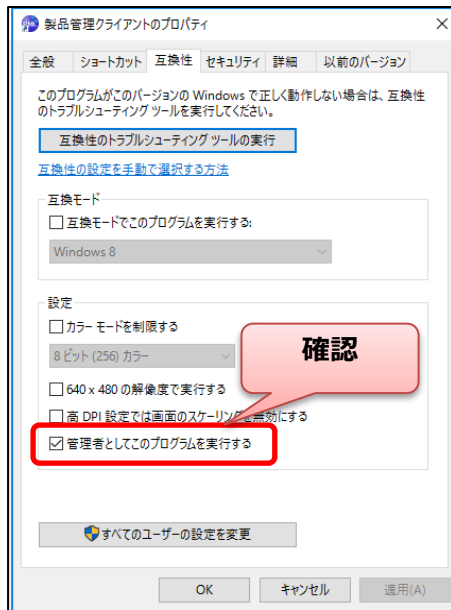 製品管理クライアントのプロパティ
全般 ショートカット 互換性 セキュリティ 詳細 以前のバージョン
このプログラムがこのバージョンの Windows で正しく動作しない場合は、互換性
のトラブルシューティング ツールを実行してください。
互換性のトラブルシューティング ツールの実行
互換性の設定を手動で選択する方法
互換モード
互換モードでこのプログラムを実行する:
Windows 8
設定
カラー モードを制限する
8 ビット (256) カラー
確認
640 x 480 の解像度で実行する
高 DPI 設定では画面のスケーリングを無効にする
管理者としてこのプログラムを実行する
すべてのユーザーの設定を変更
OK キャンセル 適用(A)